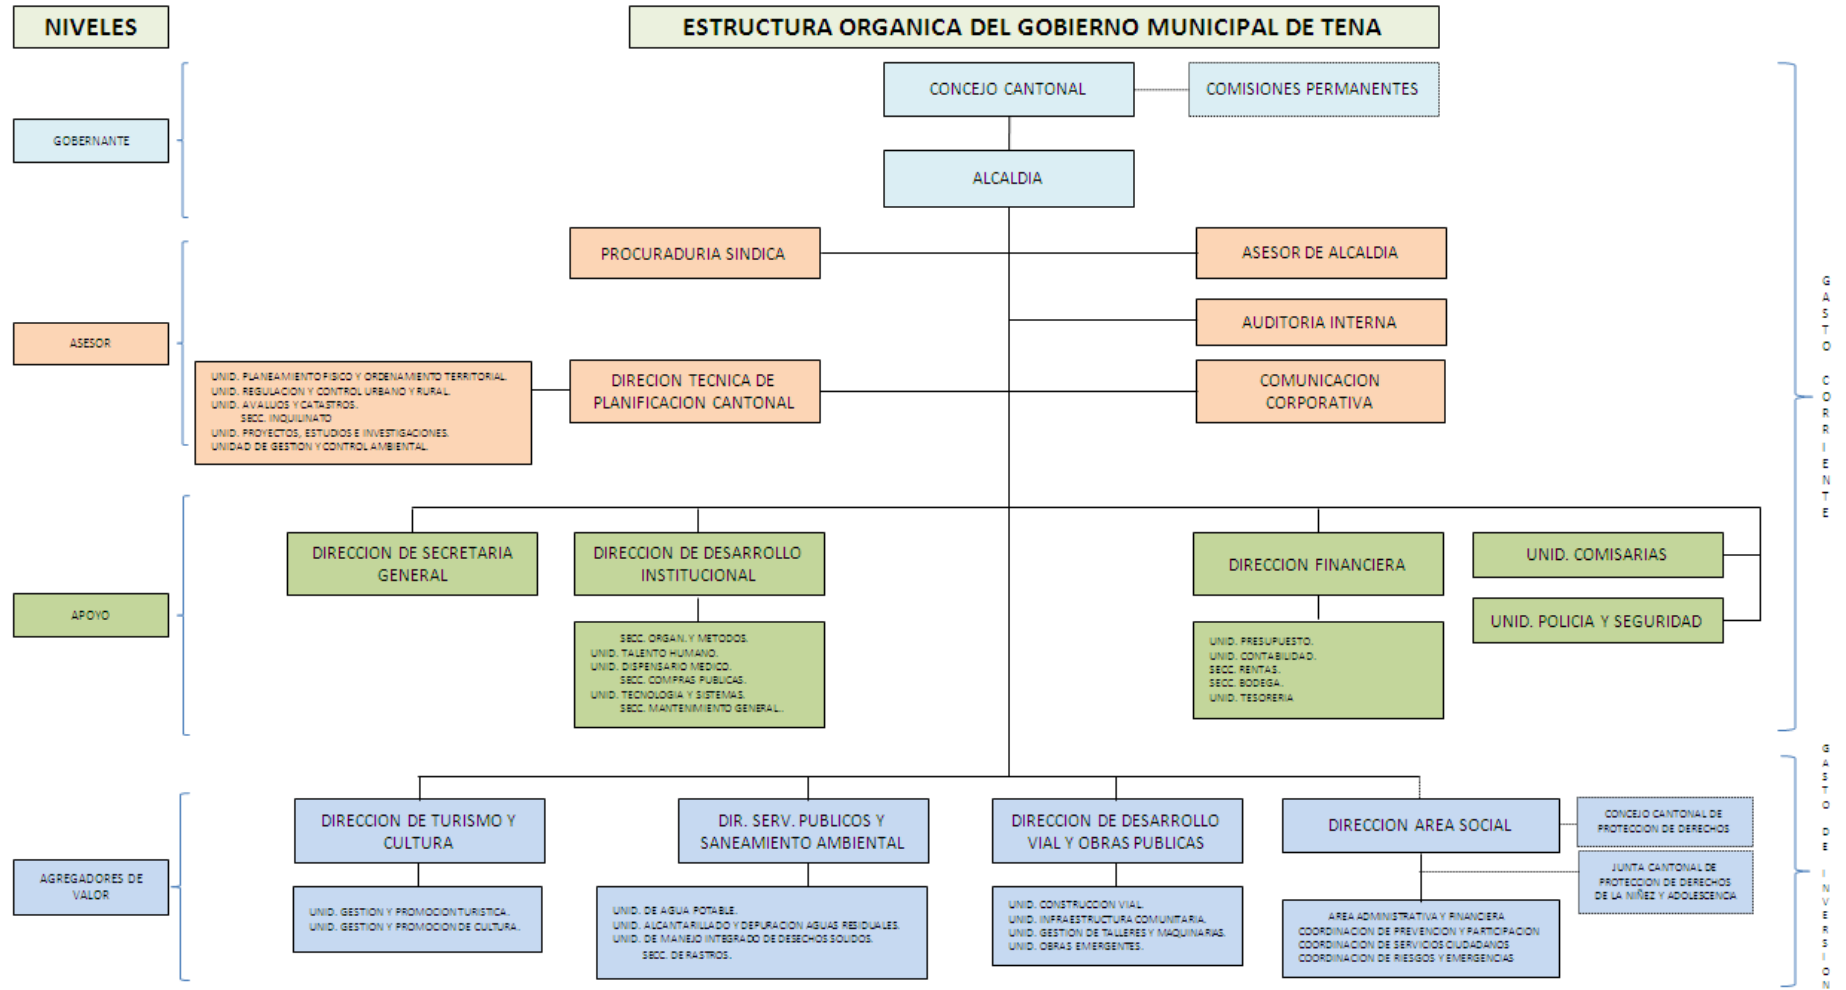 NIVELES
ESTRUCTURA ORGANICA DEL GOBIERNO MUNICIPAL DE TENA
GOBERNANTE
CONCEJO CANTONAL
COMISIONES PERMANENTES
ALCALDIA
ASESOR
PROCURADURIA SINDICA
ASESOR DE ALCALDIA
AUDITORIA INTERNA
UNID. PLANEAMIENTO FISICO Y ORDENAMIENTO TERRITORIAL.
UNID. REGULACION Y CONTROL URBANO Y RURAL.
UNID. AVALUOS Y CATASTROS.
SECC. INQUILINATO
UNID. PROYECTOS, ESTUDIOS E INVESTIGACIONES.
UNIDAD DE GESTION Y CONTROL AMBIENTAL.
DIRECION TECNICA DE
PLANIFICACION CANTONAL
COMUNICACION
CORPORATIVA
GASTO CORRIENTE
APOYO
DIRECCION DE SECRETARIA
GENERAL
DIRECCION DE DESARROLLO
INSTITUCIONAL
SECC. ORGAN. Y METODOS.
UNID. TALENTO HUMANO.
UNID. DISPENSARIO MEDICO.
SECC. COMPRAS PUBLICAS.
UNID. TECNOLOGIA Y SISTEMAS.
SECC. MANTENIMIENTO GENERAL..
DIRECCION FINANCIERA
UNID. PRESUPUESTO.
UNID. CONTABILIDAD.
SECC. RENTAS.
SECC. BODEGA.
UNID. TESORERIA
UNID. COMISARIAS
UNID. POLICIA Y SEGURIDAD
AGREGADORES DE
VALOR
DIRECCION DE TURISMO Y
CULTURA
UNID. GESTION Y PROMOCION TURISTICA.
UNID. GESTION Y PROMOCION DE CULTURA.
DIR. SERV. PUBLICOS Y
SANEAMIENTO AMBIENTAL
UNID. DE AGUA POTABLE.
UNID. ALCANTARILLADO Y DEPURACION AGUAS RESIDUALES.
UNID. DE MANEJO INTEGRADO DE DESECHOS SOLIDOS.
SECC. DE RASTROS.
DIRECCION DE DESARROLLO
VIAL Y OBRAS PUBLICAS
UNID. CONSTRUCCION VIAL.
UNID. INFRAESTRUCTURA COMUNITARIA.
UNID. GESTION DE TALLERES Y MAQUINARIAS.
UNID. OBRAS EMERGENTES.
DIRECCION AREA SOCIAL
CONCEJO CANTONAL DE
PROTECCION DE DERECHOS
JUNTA CANTONAL DE
PROTECCION DE DERECHOS
DE LA NIÑEZ Y ADOLESCENCIA
AREA ADMINISTRATIVA Y FINANCIERA
COORDINACION DE PREVENCION Y PARTICIPACION
COORDINACION DE SERVICIOS CIUDADANOS
COORDINACION DE RIESGOS Y EMERGENCIAS
GASTO DE INVERSION